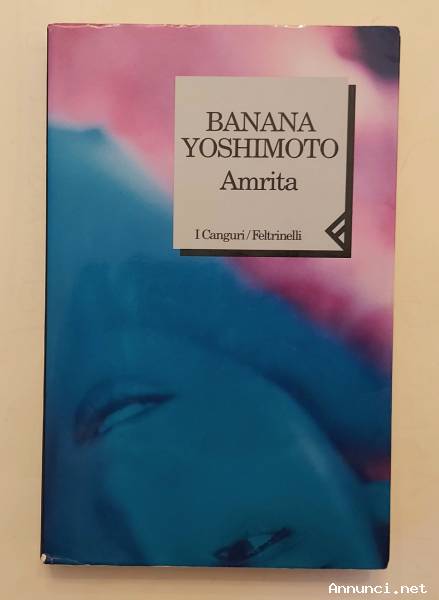 BANANA
YOSHIMOTO
Amrita
I Canguri/Feltrinelli
Annunci.net